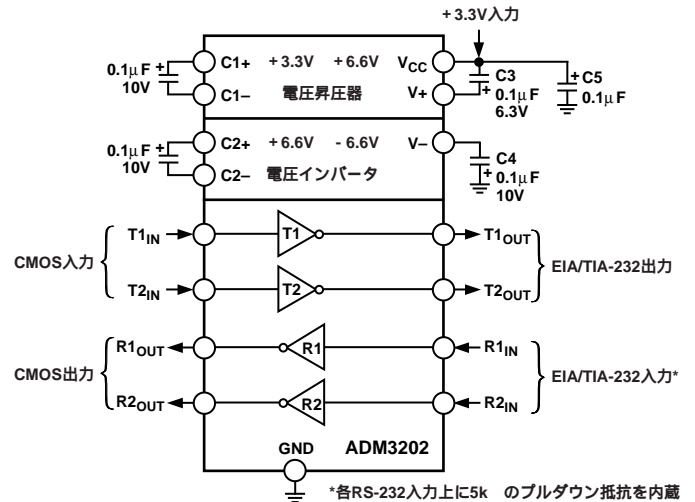 +3.3V入力
0.1μF
10V
C1+ +3.3V +6.6V VCC
C1– 電圧昇圧器 V+
C3
0.1μF
6.3V
C5
0.1μF
0.1μF
10V
C2+ +6.6V -6.6V V–
C2– 電圧インバータ
C4
0.1μF
10V
CMOS入力
T1IN T1 T1OUT
T2IN T2 T2OUT
EIA/TIA-232出力
CMOS出力
R1OUT R1 R1IN
R2OUT R2 R2IN
EIA/TIA-232入力*
GND ADM3202
*各RS-232入力上に5k のプルダウン抵抗を内蔵